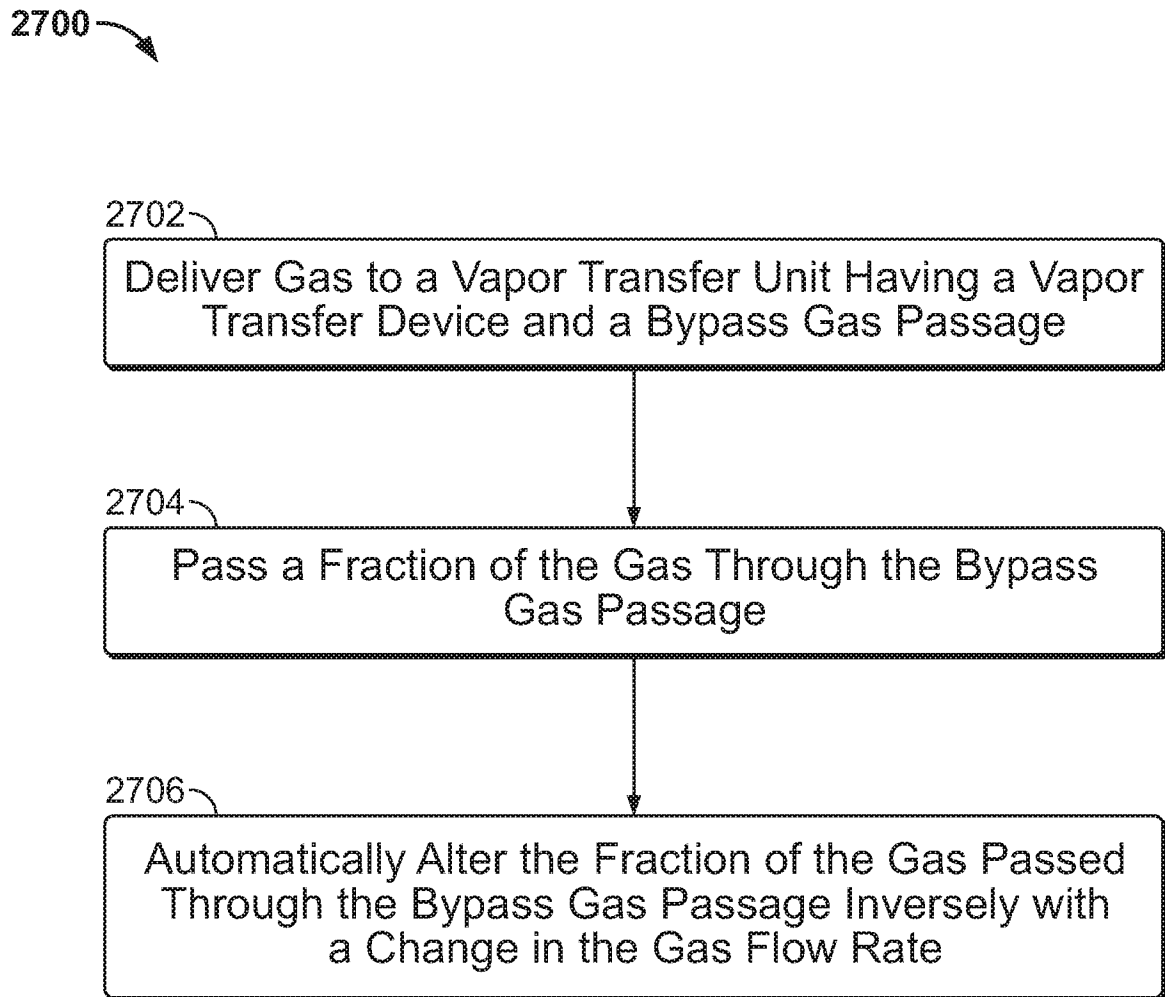 2700
2702
Deliver Gas to a Vapor Transfer Unit Having a Vapor
Transfer Device and a Bypass Gas Passage
2704
Pass a Fraction of the Gas Through the Bypass
Gas Passage
2706
Automatically Alter the Fraction of the Gas Passed
Through the Bypass Gas Passage Inversely with
a Change in the Gas Flow Rate